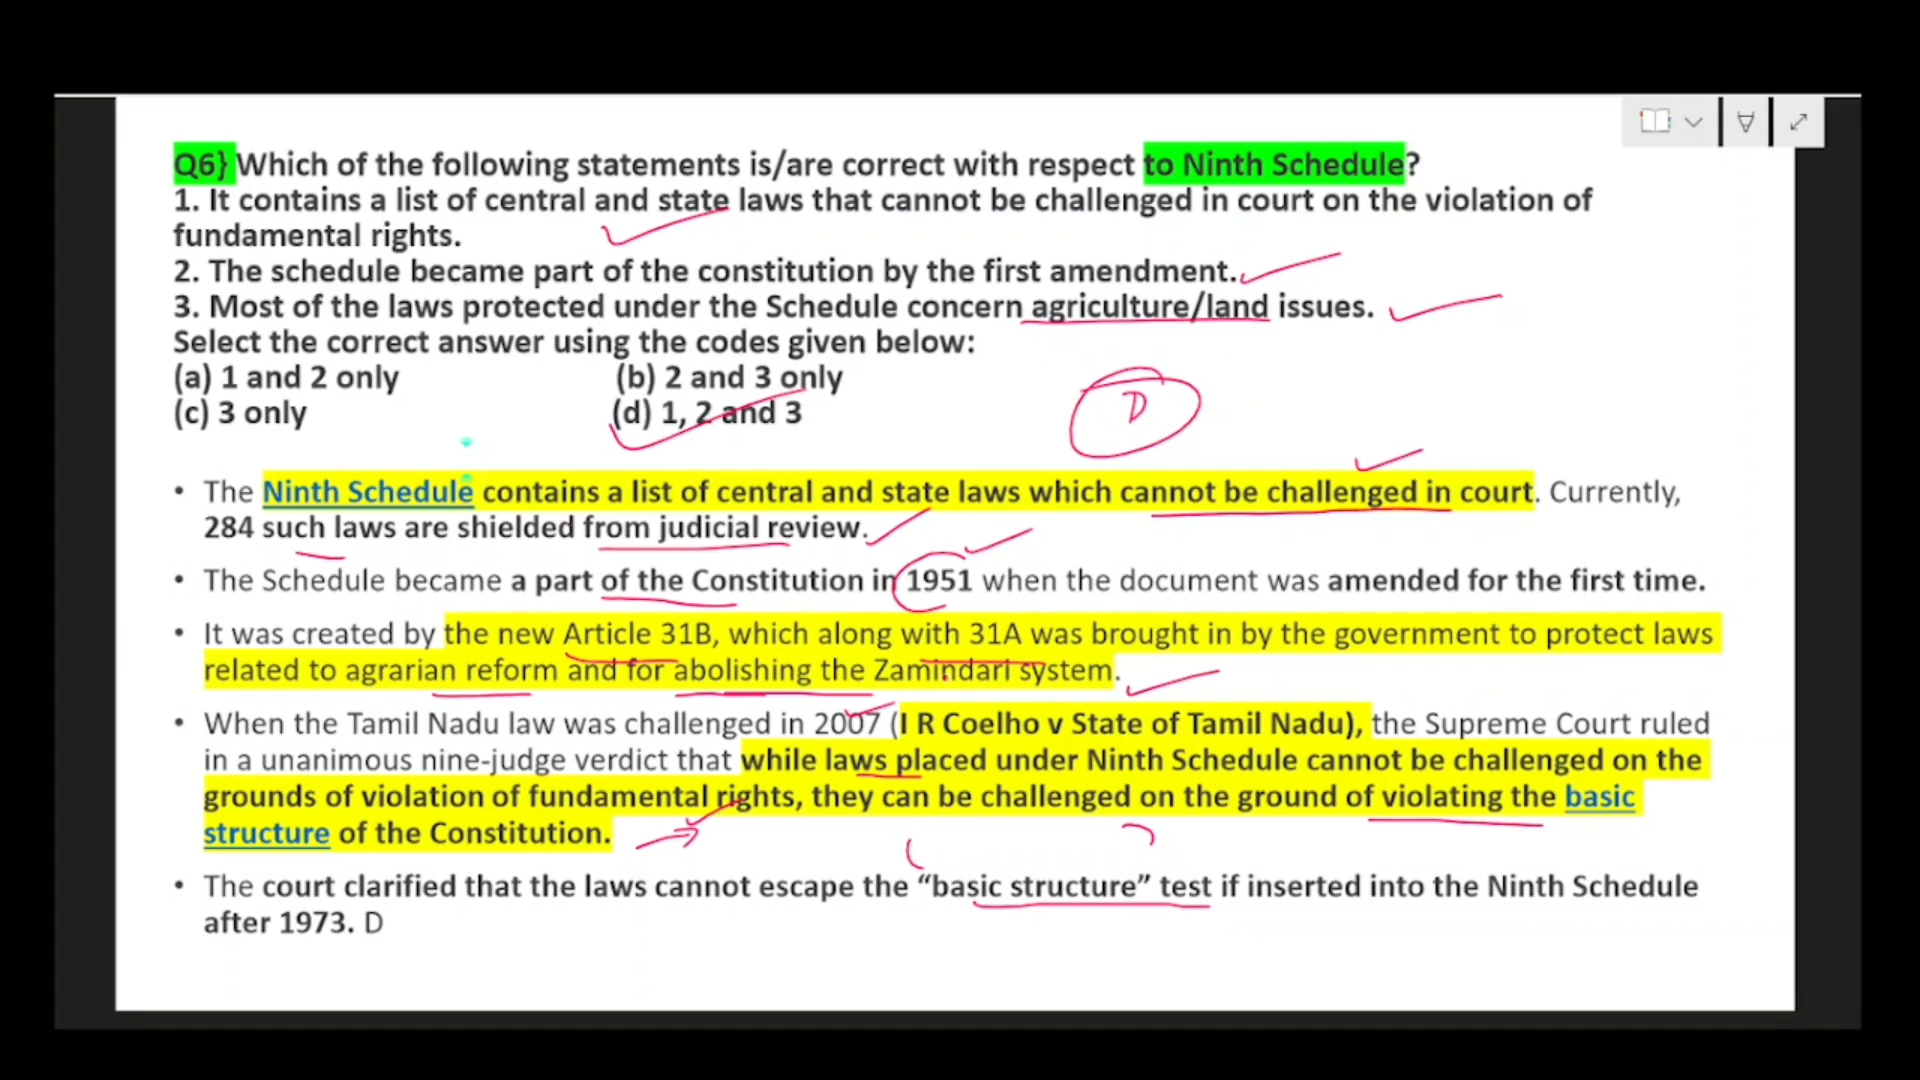 Q6} Which of the following statements is/are correct with respect to Ninth Schedule?
1. It contains a list of central and state laws that cannot be challenged in court on the violation of
fundamental rights.
2. The schedule became part of the constitution by the first amendment.
3. Most of the laws protected under the Schedule concern agriculture/land issues.
Select the correct answer using the codes given below:
(a) 1 and 2 only (b) 2 and 3 only
(c) 3 only (d) 1, 2 and 3
D
• The Ninth Schedule contains a list of central and state laws which cannot be challenged in court. Currently,
284 such laws are shielded from judicial review.
• The Schedule became a part of the Constitution in 1951 when the document was amended for the first time.
• It was created by the new Article 31B, which along with 31A was brought in by the government to protect laws
related to agrarian reform and for abolishing the Zamindari system.
• When the Tamil Nadu law was challenged in 2007 (I R Coelho v State of Tamil Nadu), the Supreme Court ruled
in a unanimous nine-judge verdict that while laws placed under Ninth Schedule cannot be challenged on the
grounds of violation of fundamental rights, they can be challenged on the ground of violating the basic
structure of the Constitution.
• The court clarified that the laws cannot escape the “basic structure” test if inserted into the Ninth Schedule
after 1973. D